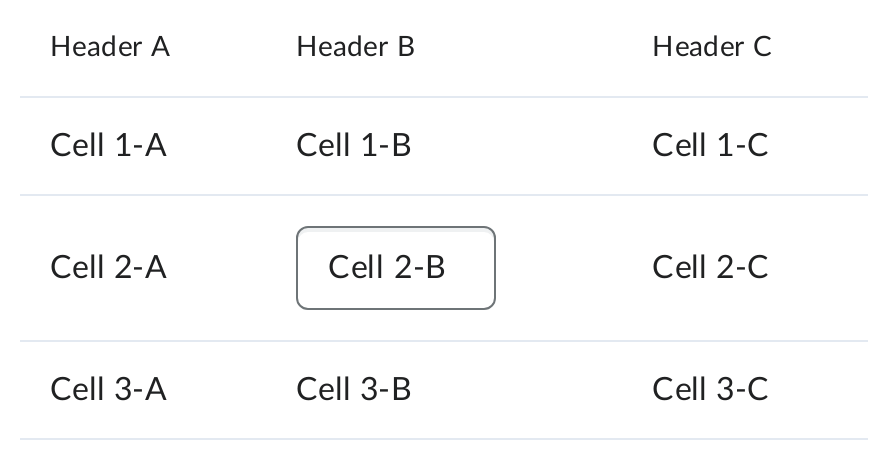 Header A Header B Header C
Cell 1-A Cell 1-B Cell 1-C
Cell 2-A Cell 2-B Cell 2-C
Cell 3-A Cell 3-B Cell 3-C